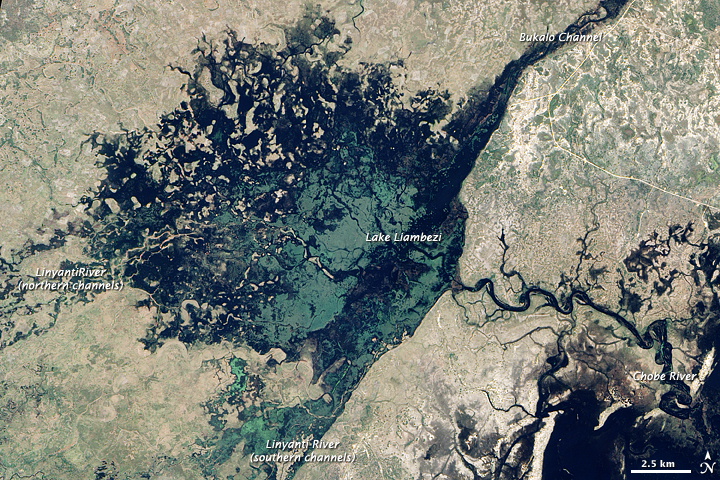 Bukalo Channel
Lake Liambezi
LinyantiRiver
(northern channels)
Chobe River
Linyanti River
(southern channels)
2.5 km
N